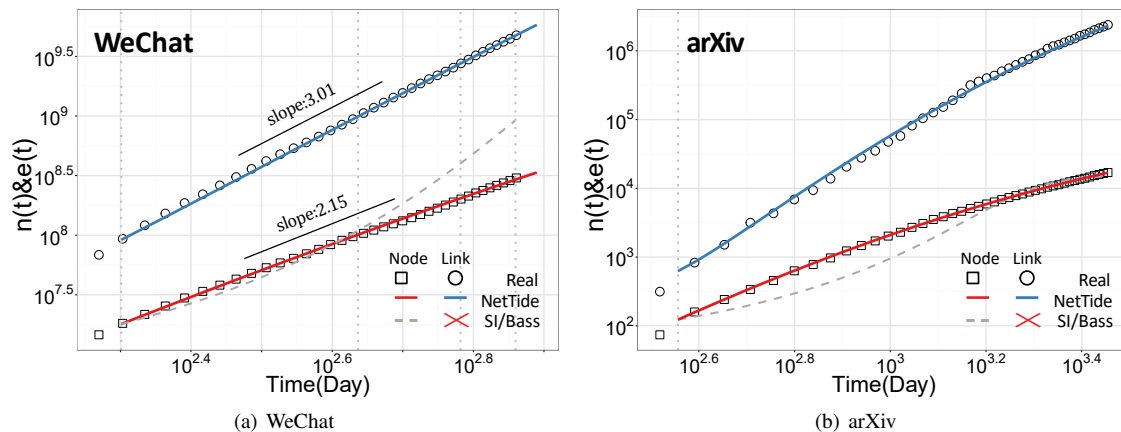 WeChat
n(t)&e(t)
10^9.5
10^9
10^8.5
10^8
10^7.5
slope:3.01
slope:2.15
Node Link
Real
NetTide
SI/Bass
10^2.4
10^2.6
10^2.8
Time(Day)
(a) WeChat
arXiv
n(t)&e(t)
10^6
10^5
10^4
10^3
10^2
Node Link
Real
NetTide
SI/Bass
10^2.6
10^2.8
10^3
10^3.2
10^3.4
Time(Day)
(b) arXiv